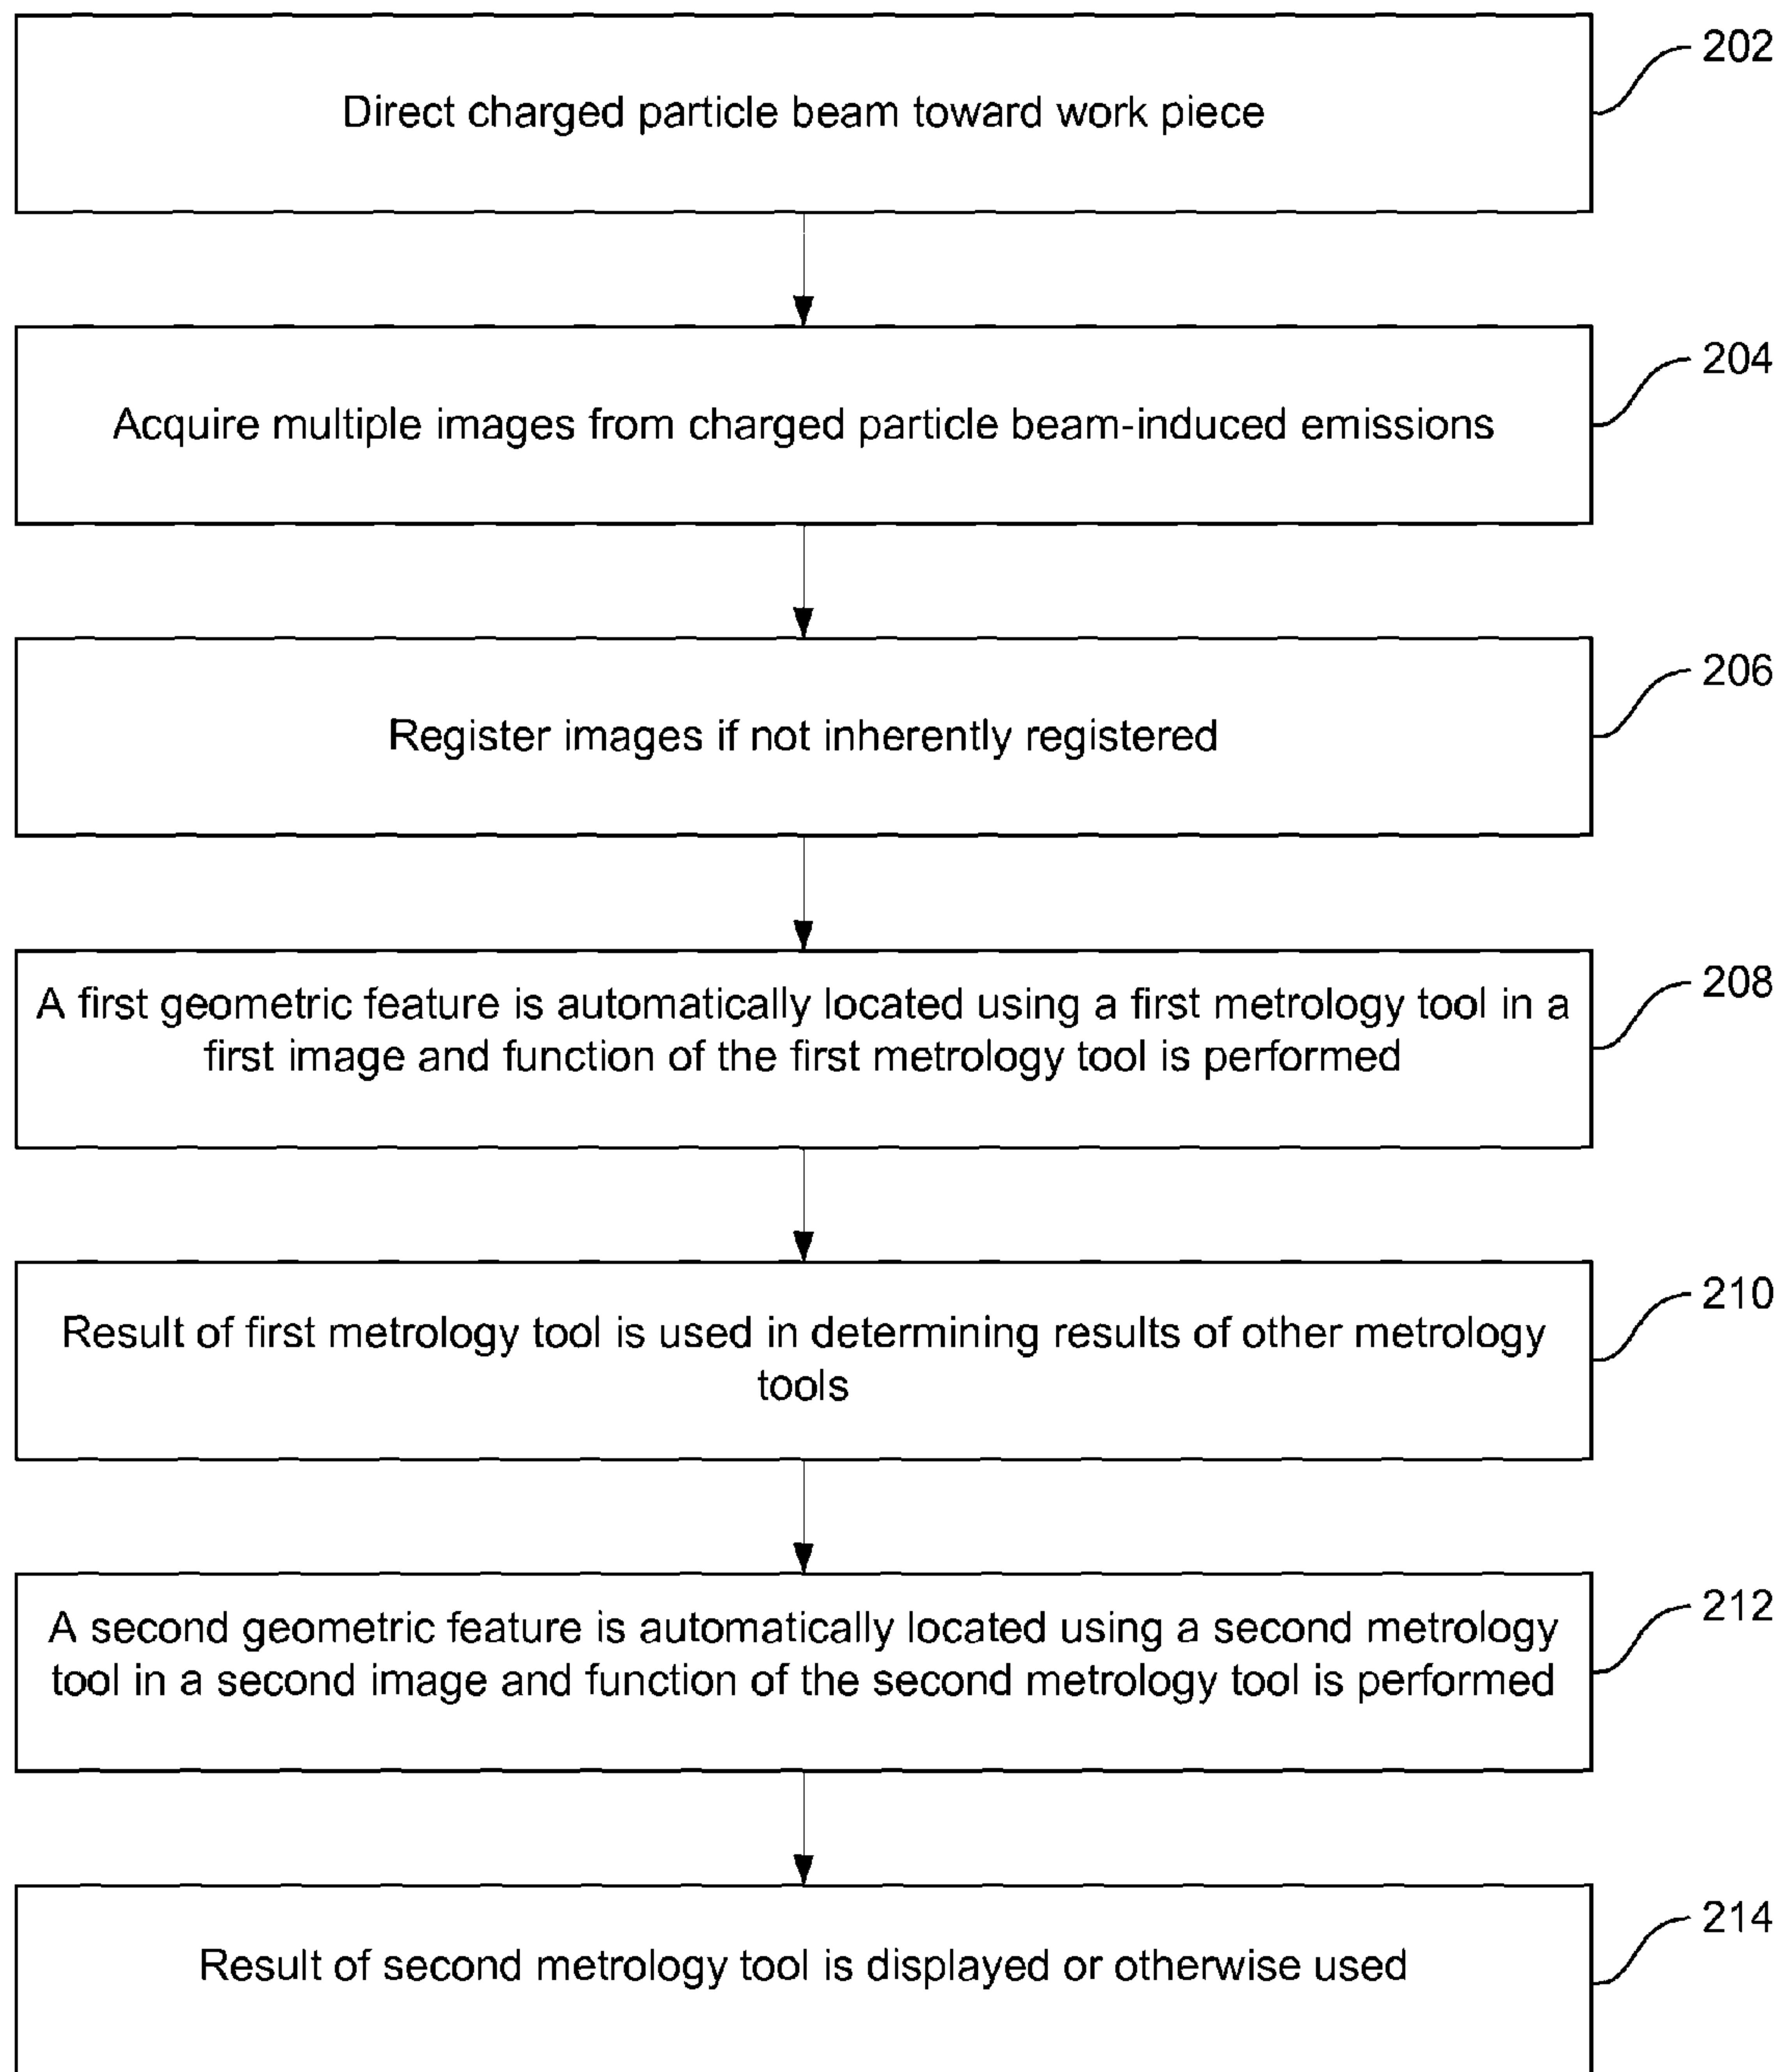 Direct charged particle beam toward work piece
202
Acquire multiple images from charged particle beam-induced emissions
204
Register images if not inherently registered
206
A first geometric feature is automatically located using a first metrology tool in a
first image and function of the first metrology tool is performed
208
Result of first metrology tool is used in determining results of other metrology
tools
210
A second geometric feature is automatically located using a second metrology
tool in a second image and function of the second metrology tool is performed
212
Result of second metrology tool is displayed or otherwise used
214